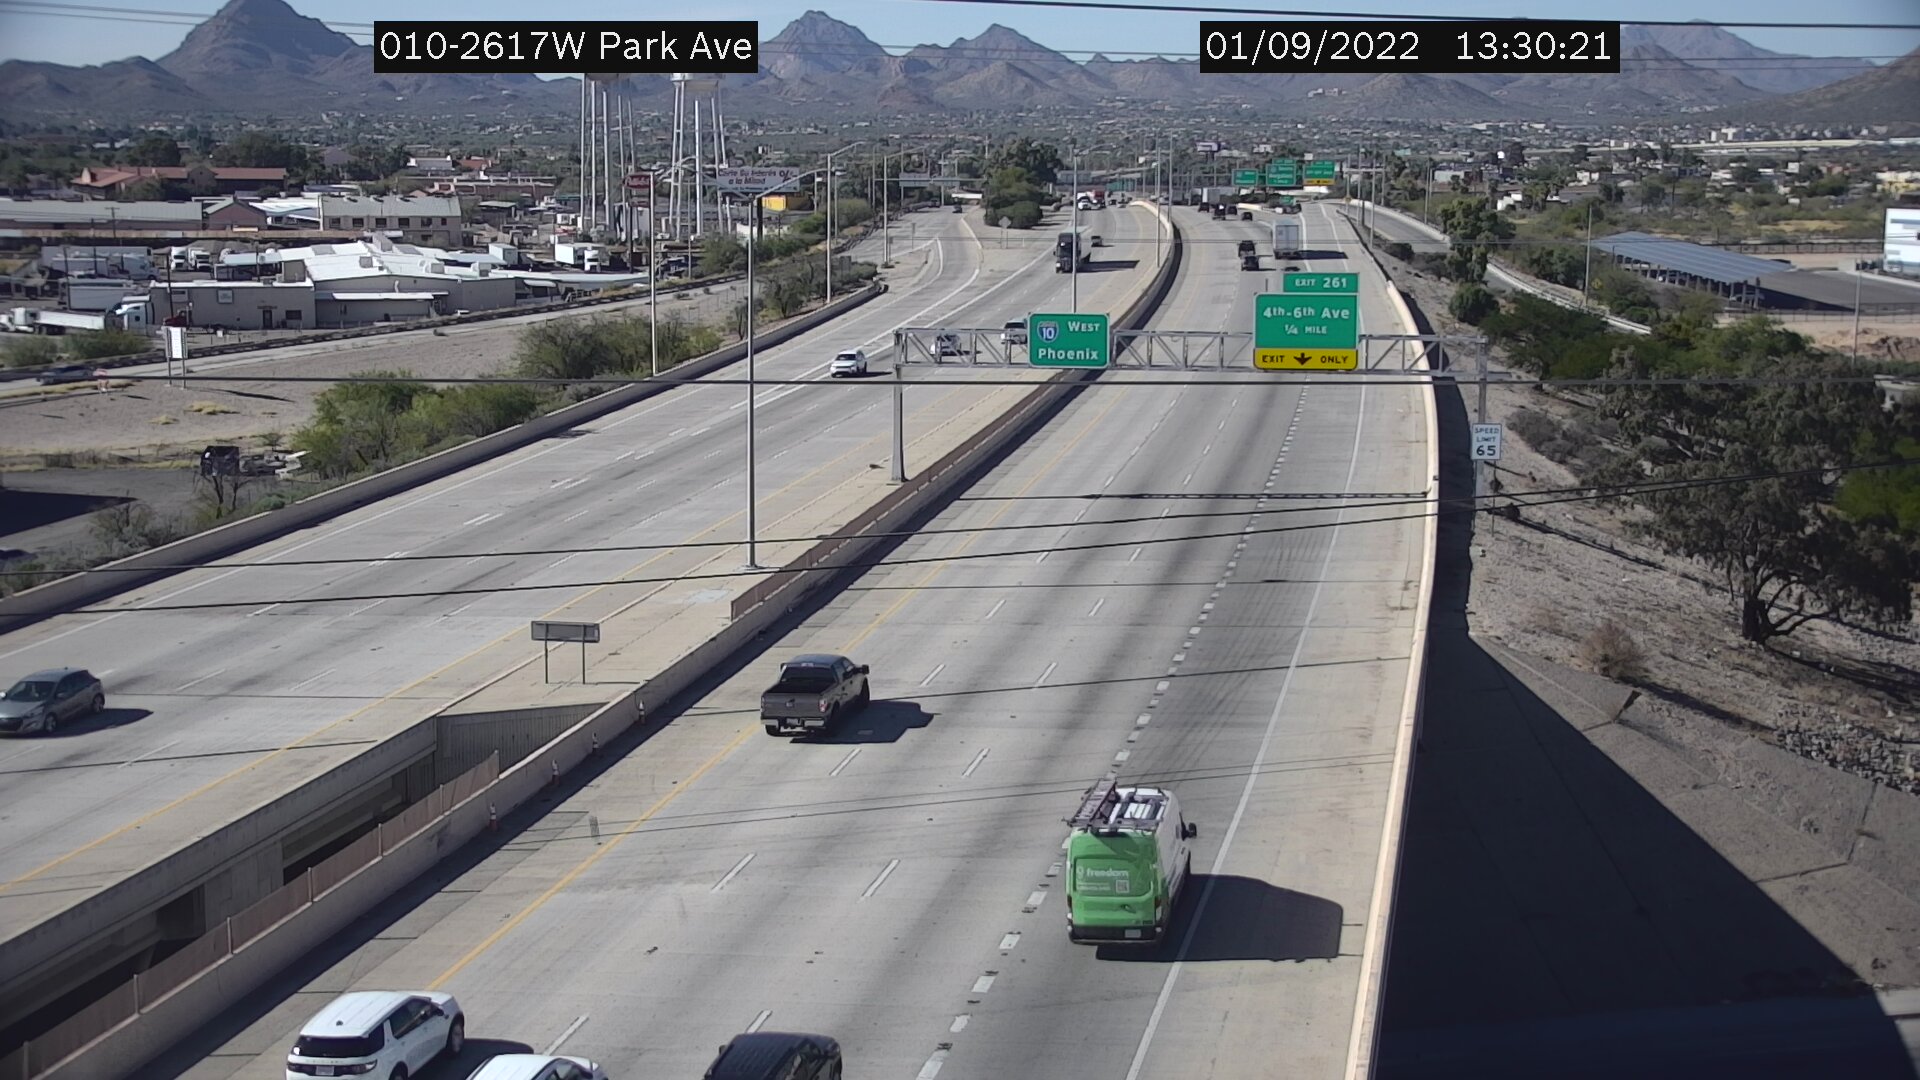 010-2617W Park Ave
01/09/2022 13:30:21
EXIT 261
4th-6th Ave
1/4 MILE
EXIT ONLY
10
WEST
Phoenix
SPEED
LIMIT
65
freedom